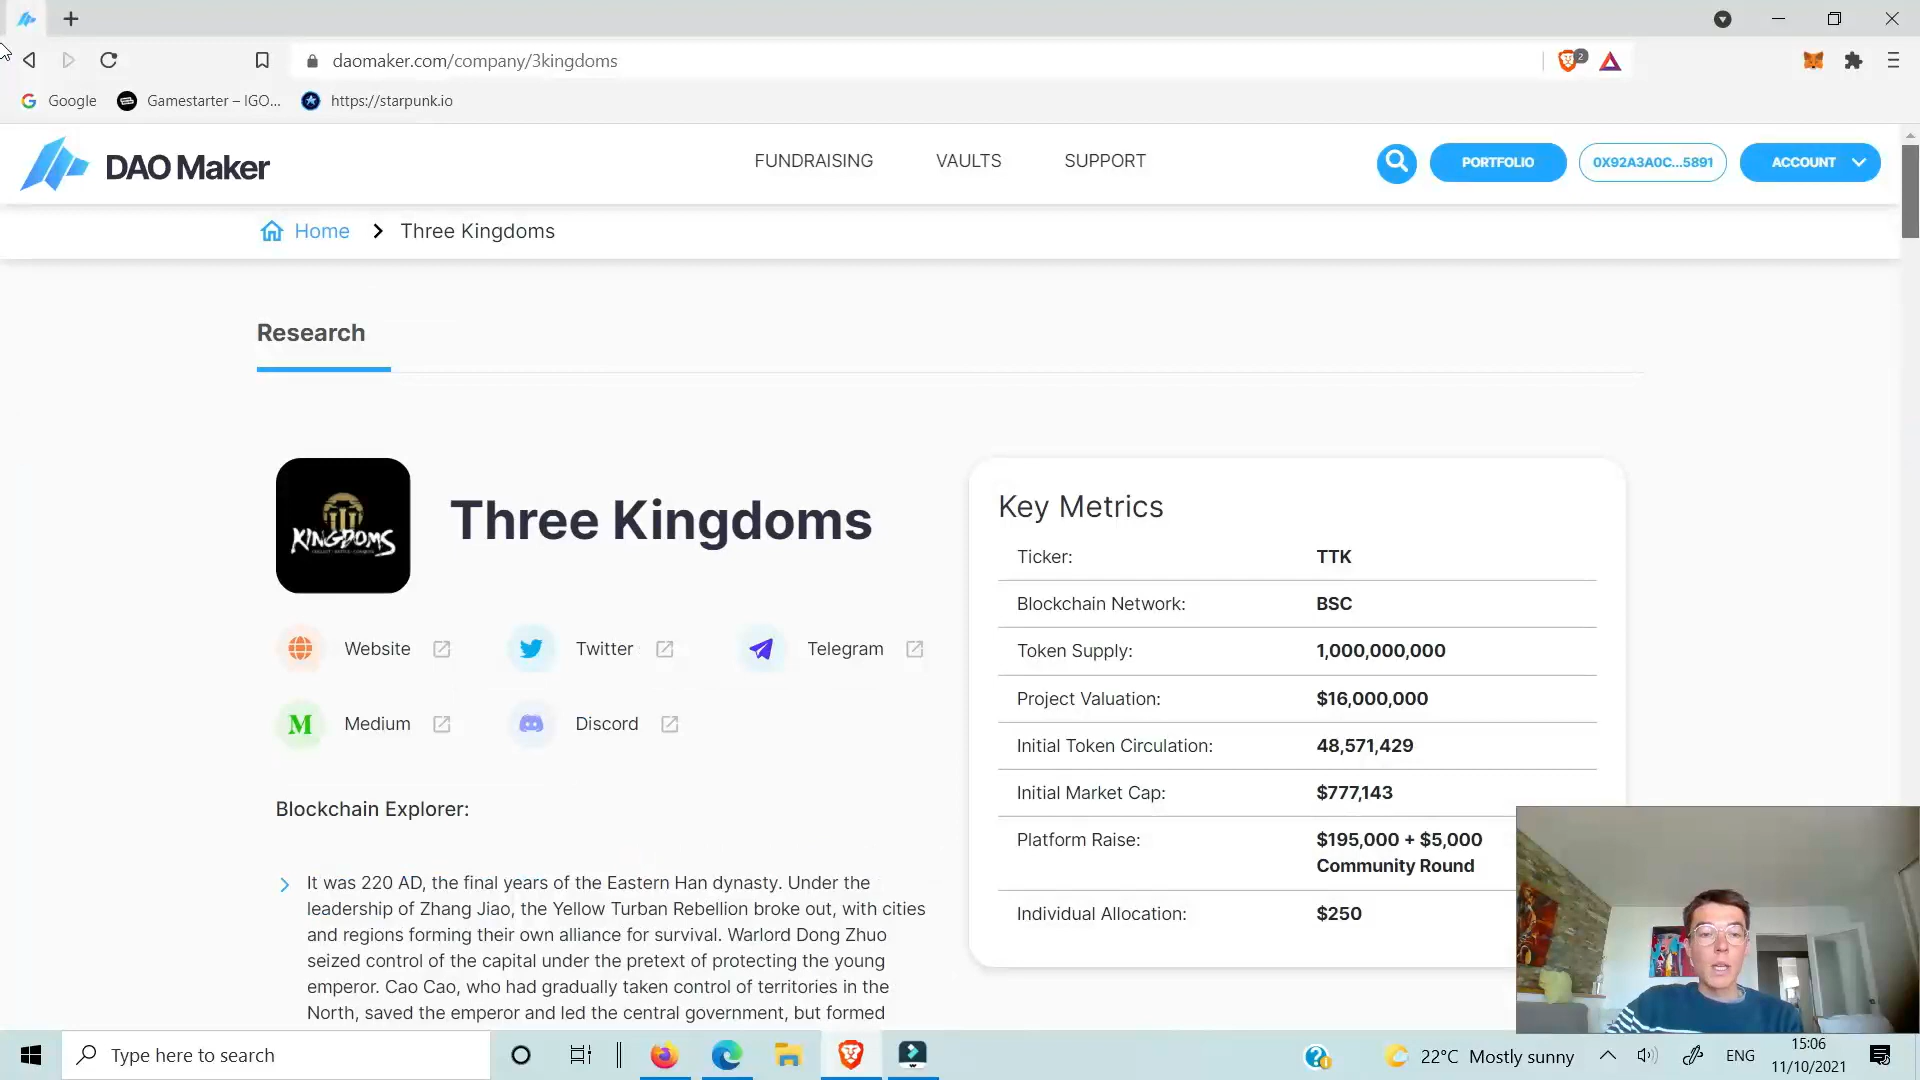 daomaker.com/company/3kingdoms
2
Google
Gamestarter – IGO...
https://starpunk.io
DAO Maker
FUNDRAISING
VAULTS
SUPPORT
PORTFOLIO
0X92A3A0C...5891
ACCOUNT
Home
Three Kingdoms
Research
KINGDOMS
Three Kingdoms
Website
Twitter
Telegram
M
Medium
Discord
Blockchain Explorer:
It was 220 AD, the final years of the Eastern Han dynasty. Under the
leadership of Zhang Jiao, the Yellow Turban Rebellion broke out, with cities
and regions forming their own alliance for survival. Warlord Dong Zhuo
seized control of the capital under the pretext of protecting the young
emperor. Cao Cao, who had gradually taken control of territories in the
North, saved the emperor and led the central government, but formed
Key Metrics
Ticker: TTK
Blockchain Network: BSC
Token Supply: 1,000,000,000
Project Valuation: $16,000,000
Initial Token Circulation: 48,571,429
Initial Market Cap: $777,143
Platform Raise: $195,000 + $5,000
Community Round
Individual Allocation: $250
Type here to search
22°C Mostly sunny
ENG
15:06
11/10/2021